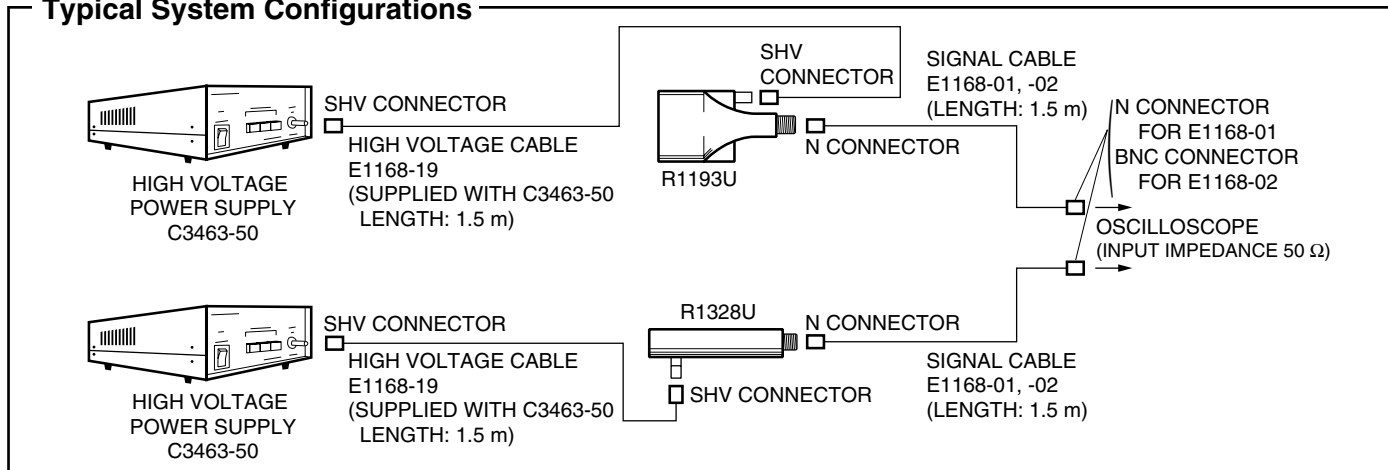 Typical System Configurations
SHV CONNECTOR
HIGH VOLTAGE CABLE
E1168-19
(SUPPLIED WITH C3463-50
LENGTH: 1.5 m)
HIGH VOLTAGE
POWER SUPPLY
C3463-50
SHV
CONNECTOR
R1193U
N CONNECTOR
SIGNAL CABLE
E1168-01, -02
(LENGTH: 1.5 m)
N CONNECTOR
FOR E1168-01
BNC CONNECTOR
FOR E1168-02
OSCILLOSCOPE
(INPUT IMPEDANCE 50 Ω)
SHV CONNECTOR
HIGH VOLTAGE CABLE
E1168-19
(SUPPLIED WITH C3463-50
LENGTH: 1.5 m)
HIGH VOLTAGE
POWER SUPPLY
C3463-50
R1328U
SHV CONNECTOR
N CONNECTOR
SIGNAL CABLE
E1168-01, -02
(LENGTH: 1.5 m)